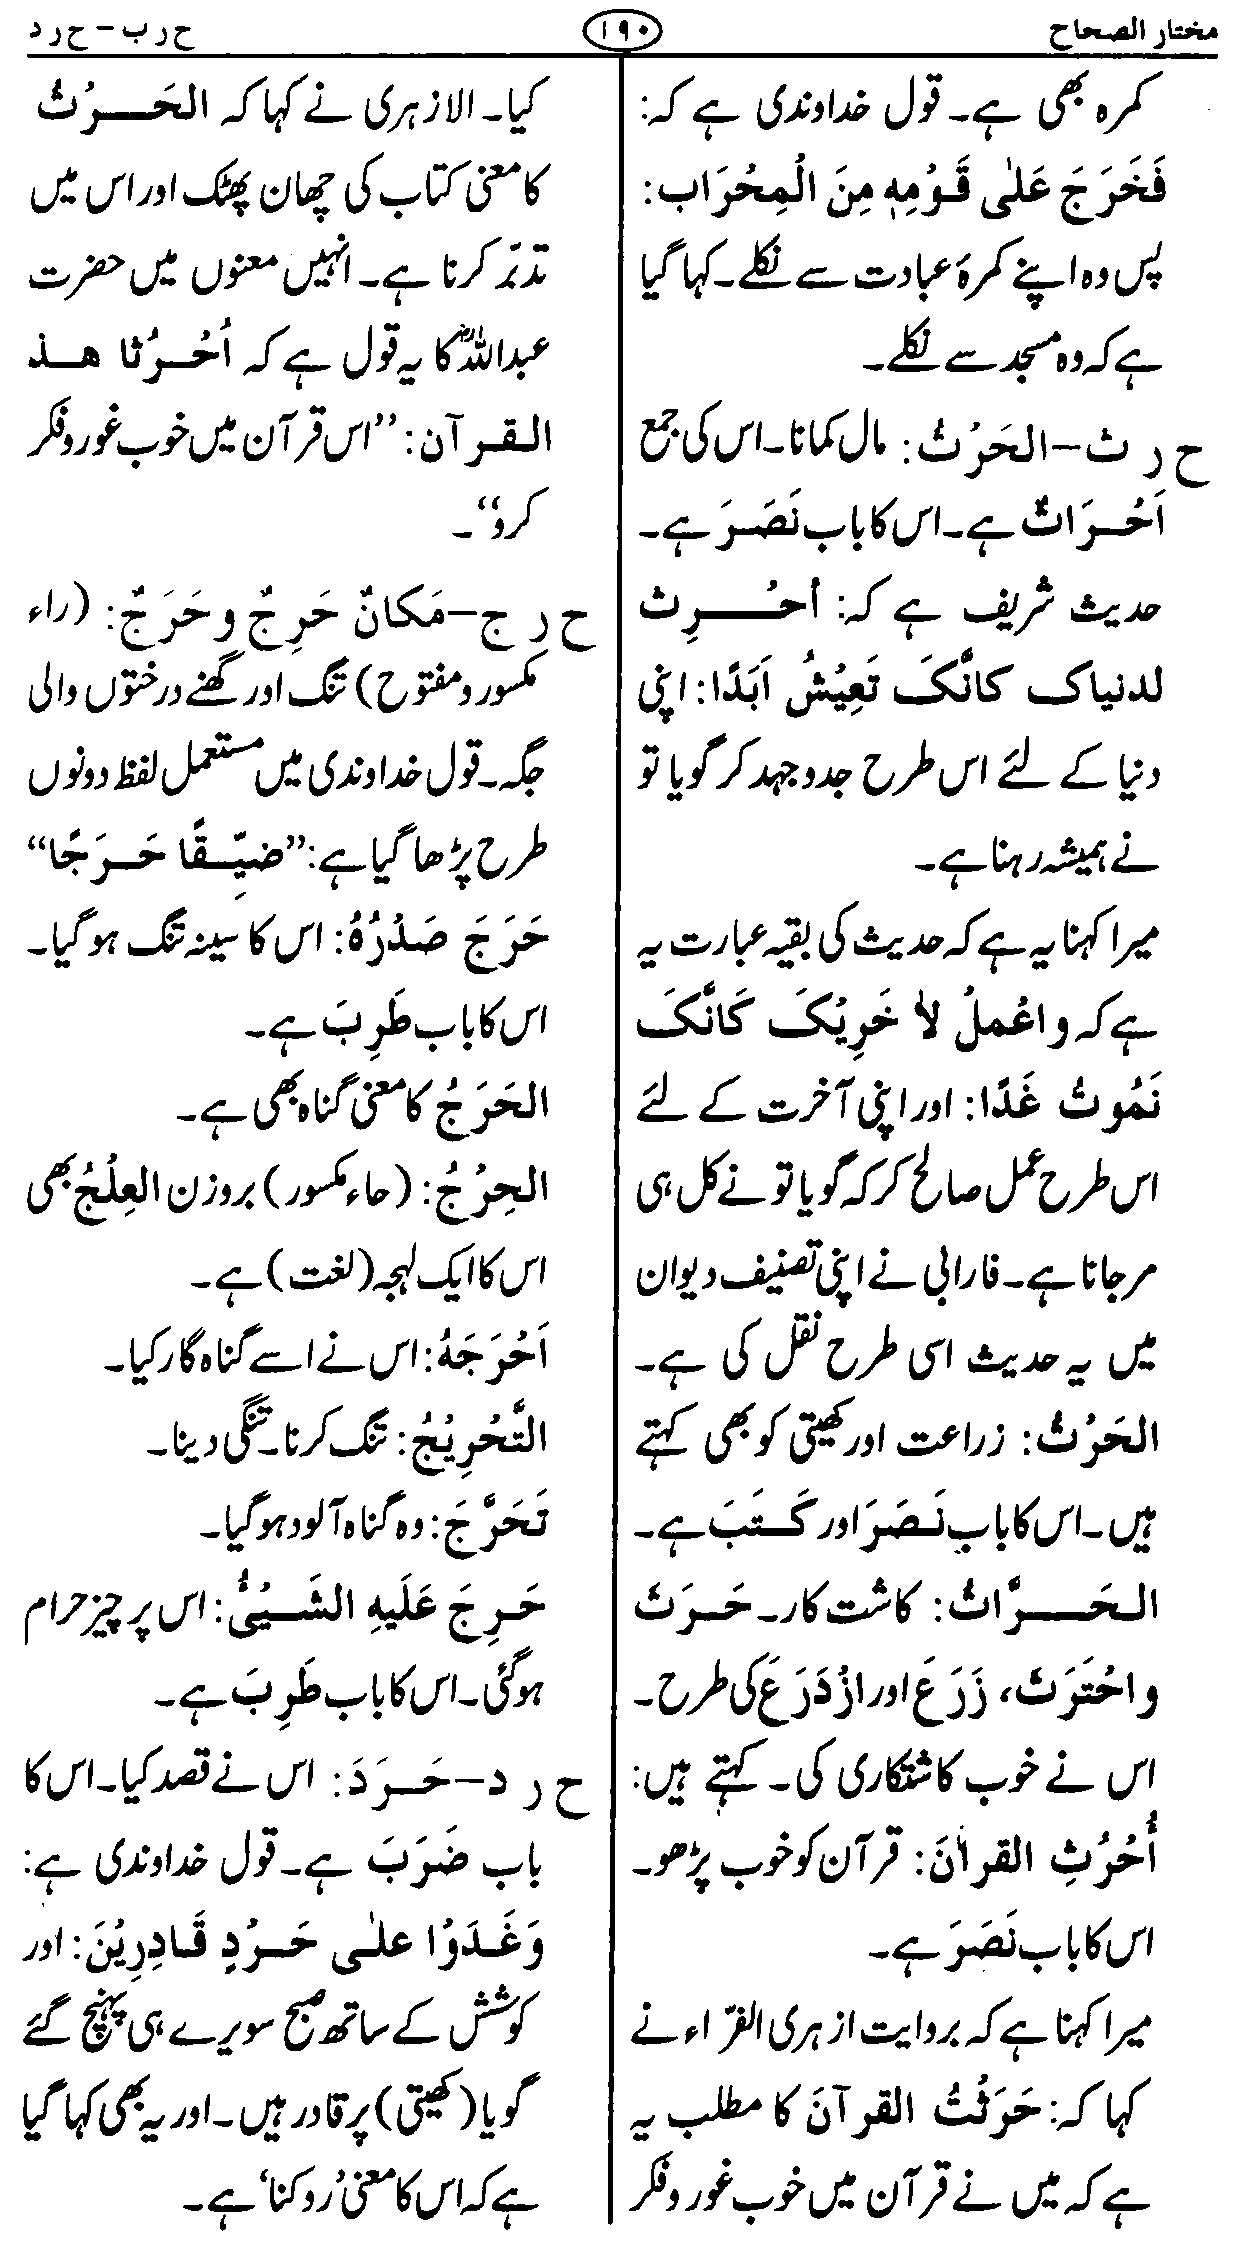 مختار الصحاح
۱۹۰
ح ر ب – ح ر د
کمرہ بھی ہے۔ قول خداوندی ہے کہ:
فَخَرَجَ عَلٰی قَوْمِهٖ مِنَ الْمِحْرَاب:
پس وہ اپنے کمرۂ عبادت سے نکلے۔ کہا گیا
ہے کہ وہ مسجد سے نکلے۔
ح ر ث – الحَرْثُ: مال کمانا۔ اس کی جمع
اَحْرَاثٌ ہے۔ اس کا باب نَصَرَ ہے۔
حدیث شریف ہے کہ: أحْرِث
لدنیاک کانَّکَ تَعِیْشُ اَبَدًا: اپنی
دنیا کے لئے اس طرح جدوجہد کر گویا تو
نے ہمیشہ رہنا ہے۔
میرا کہنا یہ ہے کہ حدیث کی بقیہ عبارت یہ
ہے کہ واعْملُ لاٰ خَرِیْکَ کَانَّکَ
نَمُوتُ غَدًا: اور اپنی آخرت کے لئے
اس طرح عمل صالح کر کہ گویا تو نے کل ہی
مرجانا ہے۔ فارابی نے اپنی تصنیف دیوان
میں یہ حدیث اسی طرح نقل کی ہے۔
الحَرْثُ: زراعت اور کھیتی کو بھی کہتے
ہیں۔ اس کا باب نَصَرَ اور کَتَبَ ہے۔
الحَرَّاثُ: کاشت کار۔ حَرَثَ
واحْتَرَثَ، زَرَعَ اور ازْدَرَعَ کی طرح۔
اس نے خوب کاشتکاری کی۔ کہتے ہیں:
أُحْرُثِ القراٰنَ: قرآن کو خوب پڑھو۔
اس کا باب نَصَرَ ہے۔
میرا کہنا ہے کہ بروایت ازہری الفرّاء نے
کہا کہ: حَرَثْتُ القرآنَ کا مطلب یہ
ہے کہ میں نے قرآن میں خوب غور و فکر
کیا۔ الازہری نے کہا کہ الحَرْثُ
کا معنی کتاب کی چھان پھٹک اور اس میں
تدبّر کرنا ہے۔ انہیں معنوں میں حضرت
عبداللہؓ کا یہ قول ہے کہ اُحْرُثا هذ
القرآن: ”اس قرآن میں خوب غور و فکر
کرو“۔
ح ر ج – مَکانٌ حَرِجٌ و حَرَجٌ: (راء
مکسور و مفتوح) تنگ اور گھنے درختوں والی
جگہ۔ قول خداوندی میں مستعمل لفظ دونوں
طرح پڑھا گیا ہے: ”ضیِّقًا حَرَجًا“
حَرَجَ صَدْرُهُ: اس کا سینہ تنگ ہوگیا۔
اس کا باب طَرِبَ ہے۔
الحَرَجُ کا معنی گناہ بھی ہے۔
الحِرْجُ: (حاء مکسور) بروزن العِلْجُ بھی
اس کا ایک لہجہ (لغت) ہے۔
اَحْرَجَهُ: اس نے اسے گناہ گار کیا۔
التَّحْرِیْجُ: تنگ کرنا۔ تنگی دینا۔
تَحَرَّجَ: وہ گناہ آلود ہوگیا۔
حَرِجَ عَلَیهِ الشَّیْئُ: اس پر چیز حرام
ہوگئی۔ اس کا باب طَرِبَ ہے۔
ح ر د – حَرَدَ: اس نے قصد کیا۔ اس کا
باب ضَرَبَ ہے۔ قول خداوندی ہے:
وَغَدَوْا علٰی حَرْدٍ قَادِرِیْنَ: اور
کوشش کے ساتھ صبح سویرے ہی پہنچ گئے
گویا (کھیتی) پر قادر ہیں۔ اور یہ بھی کہا گیا
ہے کہ اس کا معنی ’روکنا‘ ہے۔